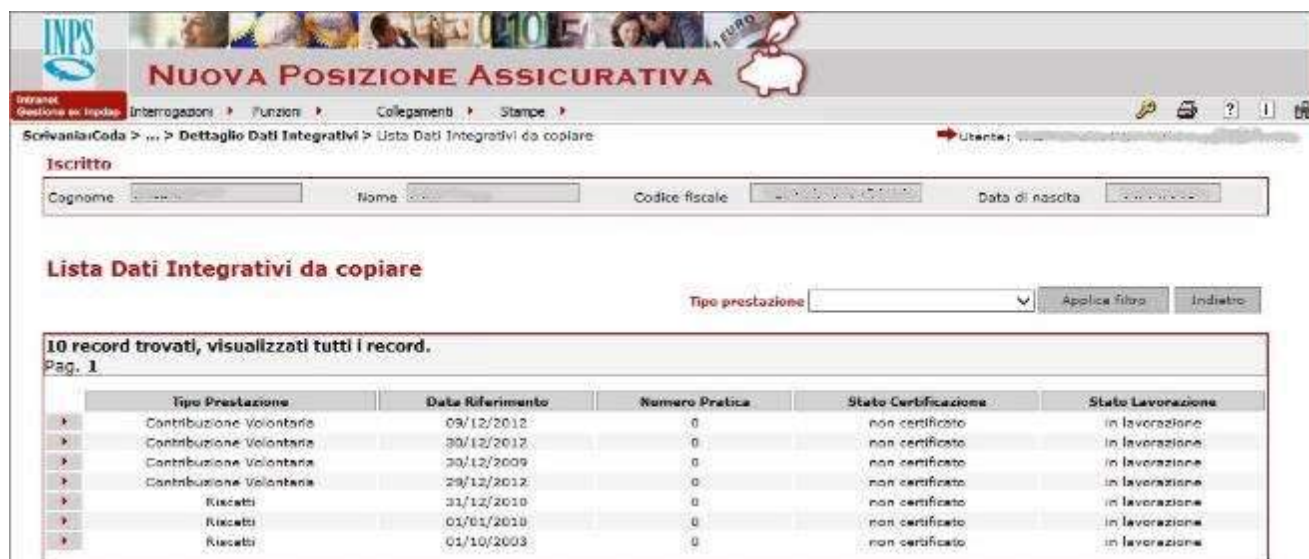 INPS
EURO
NUOVA POSIZIONE ASSICURATIVA
Intranet
Gestione ex Inpdap Interrogazioni Funzioni Collegamenti Stampe ? i
Scrivania:Coda > ... > Dettaglio Dati Integrativi > Lista Dati Integrativi da copiare Utente:
Iscritto
Cognome Nome Codice fiscale Data di nascita
Lista Dati Integrativi da copiare
Tipo prestazione Applica filtro Indietro
10 record trovati, visualizzati tutti i record.
Pag. 1
Tipo Prestazione Data Riferimento Numero Pratica Stato Certificazione Stato Lavorazione
Contribuzione Volontaria 09/12/2012 0 non certificato in lavorazione
Contribuzione Volontaria 30/12/2012 0 non certificato in lavorazione
Contribuzione Volontaria 30/12/2009 0 non certificato in lavorazione
Contribuzione Volontaria 29/12/2012 0 non certificato in lavorazione
Riscatti 31/12/2010 0 non certificato in lavorazione
Riscatti 01/01/2010 0 non certificato in lavorazione
Riscatti 01/10/2003 0 non certificato in lavorazione